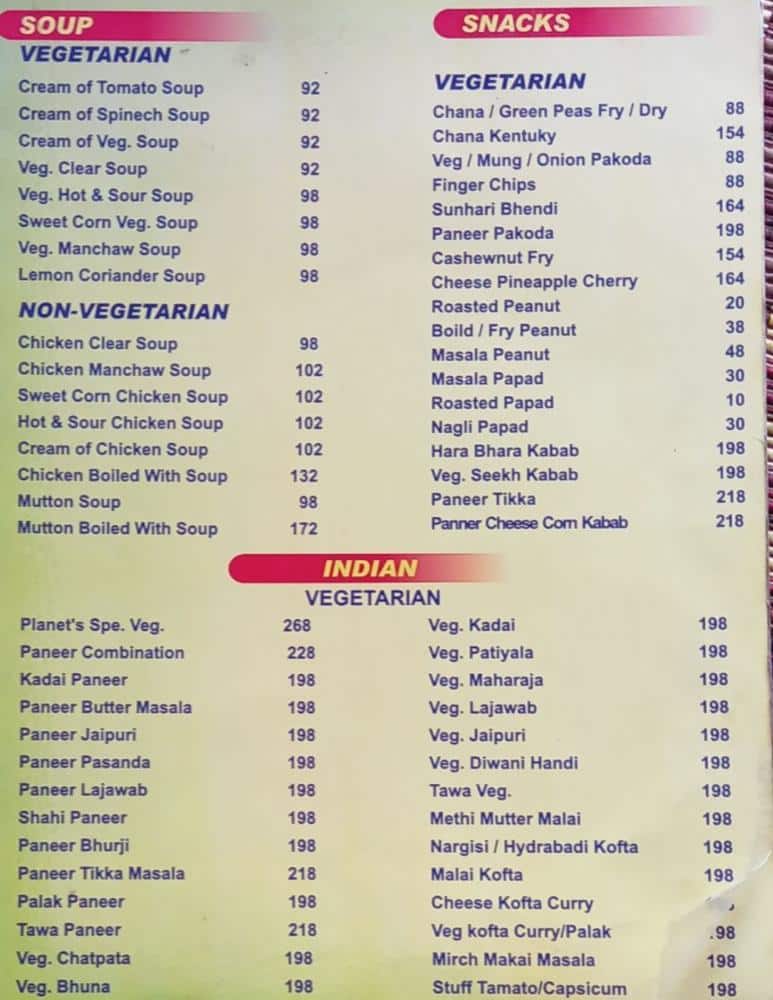 SOUP
VEGETARIAN
Cream of Tomato Soup 92
Cream of Spinech Soup 92
Cream of Veg. Soup 92
Veg. Clear Soup 92
Veg. Hot & Sour Soup 98
Sweet Corn Veg. Soup 98
Veg. Manchaw Soup 98
Lemon Coriander Soup 98
NON-VEGETARIAN
Chicken Clear Soup 98
Chicken Manchaw Soup 102
Sweet Corn Chicken Soup 102
Hot & Sour Chicken Soup 102
Cream of Chicken Soup 102
Chicken Boiled With Soup 132
Mutton Soup 98
Mutton Boiled With Soup 172
SNACKS
VEGETARIAN
Chana / Green Peas Fry / Dry 88
Chana Kentuky 154
Veg / Mung / Onion Pakoda 88
Finger Chips 88
Sunhari Bhendi 164
Paneer Pakoda 198
Cashewnut Fry 154
Cheese Pineapple Cherry 164
Roasted Peanut 20
Boild / Fry Peanut 38
Masala Peanut 48
Masala Papad 30
Roasted Papad 10
Nagli Papad 30
Hara Bhara Kabab 198
Veg. Seekh Kabab 198
Paneer Tikka 218
Panner Cheese Corn Kabab 218
INDIAN
VEGETARIAN
Planet's Spe. Veg. 268
Paneer Combination 228
Kadai Paneer 198
Paneer Butter Masala 198
Paneer Jaipuri 198
Paneer Pasanda 198
Paneer Lajawab 198
Shahi Paneer 198
Paneer Bhurji 198
Paneer Tikka Masala 218
Palak Paneer 198
Tawa Paneer 218
Veg. Chatpata 198
Veg. Bhuna 198
Veg. Kadai 198
Veg. Patiyala 198
Veg. Maharaja 198
Veg. Lajawab 198
Veg. Jaipuri 198
Veg. Diwani Handi 198
Tawa Veg. 198
Methi Mutter Malai 198
Nargisi / Hydrabadi Kofta 198
Malai Kofta 198
Cheese Kofta Curry
Veg kofta Curry/Palak
Mirch Makai Masala 198
Stuff Tamato/Capsicum 198